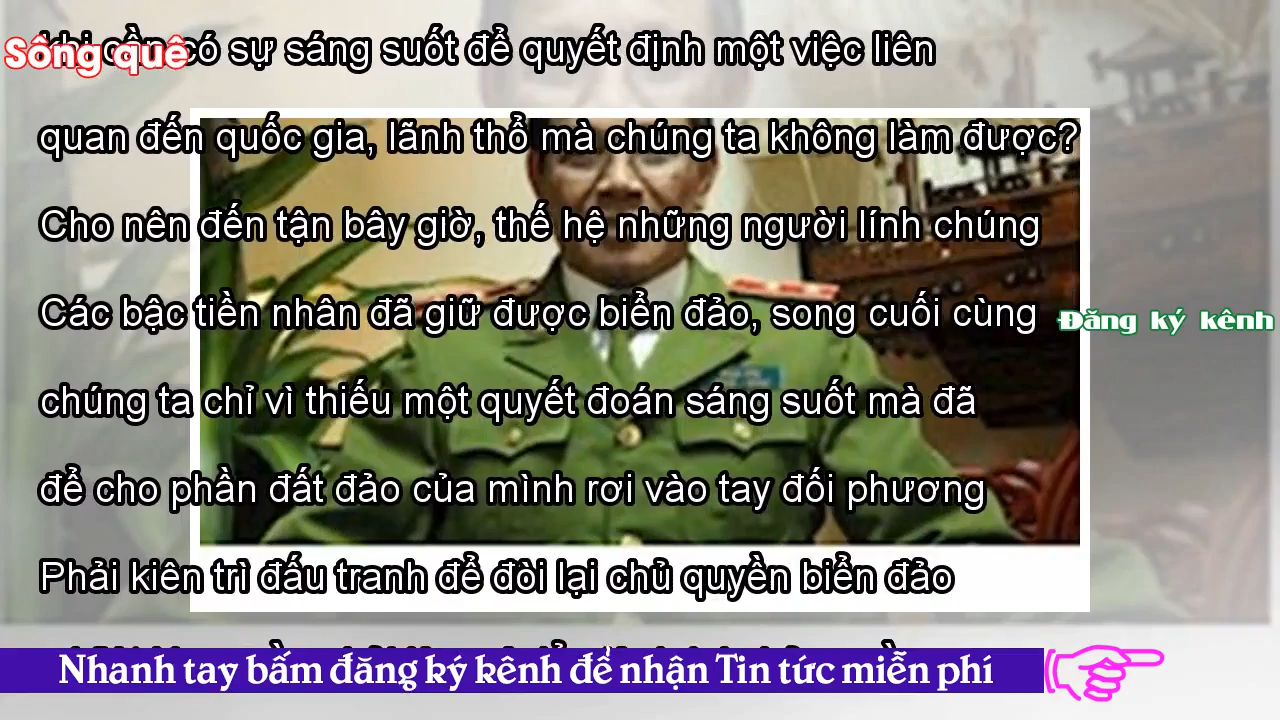 Sông quê
khi cần có sự sáng suốt để quyết định một việc liên
quan đến quốc gia, lãnh thổ mà chúng ta không làm được?
Cho nên đến tận bây giờ, thế hệ những người lính chúng
Các bậc tiền nhân đã giữ được biển đảo, song cuối cùng
Đăng ký kênh
chúng ta chỉ vì thiếu một quyết đoán sáng suốt mà đã
để cho phần đất đảo của mình rơi vào tay đối phương
Phải kiên trì đấu tranh để đòi lại chủ quyền biển đảo
Nhanh tay bấm đăng ký kênh để nhận Tin tức miễn phí